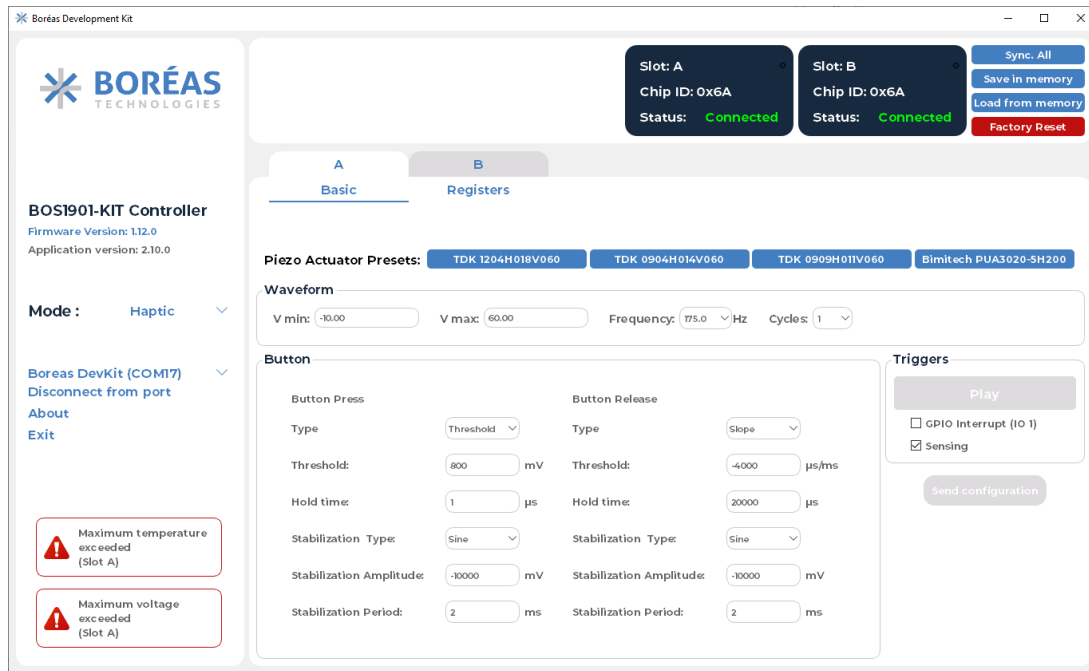 Boréas Development Kit
BORÉAS
TECHNOLOGIES
BOS1901-KIT Controller
Firmware Version: 1.12.0
Application version: 2.10.0
Mode : Haptic
Boreas DevKit (COM17)
Disconnect from port
About
Exit
Maximum temperature
exceeded
(Slot A)
Maximum voltage
exceeded
(Slot A)
Slot: A
Chip ID: 0x6A
Status: Connected
Slot: B
Chip ID: 0x6A
Status: Connected
Sync. All
Save in memory
Load from memory
Factory Reset
A B
Basic Registers
Piezo Actuator Presets: TDK 1204H018V060 TDK 0904H014V060 TDK 0909H011V060 Bimitech PUA3020-5H200
Waveform
V min: -10.00 V max: 60.00 Frequency: 175.0 Hz Cycles: 1
Button
Button Press Button Release
Type Threshold Type Slope
Threshold: 800 mV Threshold: -4000 µs/ms
Hold time: 1 µs Hold time: 20000 µs
Stabilization Type: Sine Stabilization Type: Sine
Stabilization Amplitude: -10000 mV Stabilization Amplitude: -10000 mV
Stabilization Period: 2 ms Stabilization Period: 2 ms
Triggers
Play
GPIO Interrupt (IO 1)
Sensing
Send configuration